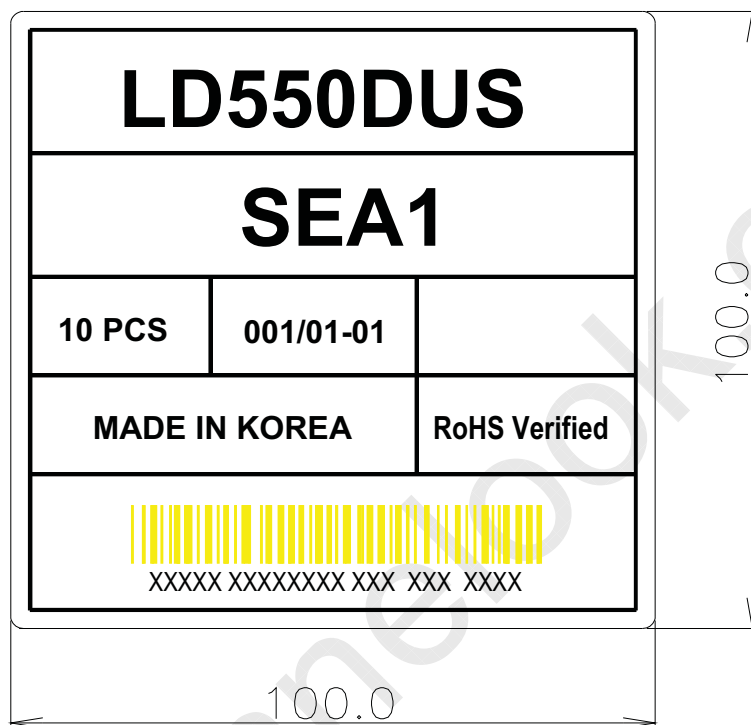 LD550DUS
SEA1
10 PCS
001/01-01
MADE IN KOREA
RoHS Verified
XXXXX XXXXXXXX XXX XXX XXXX
100.0
100.0